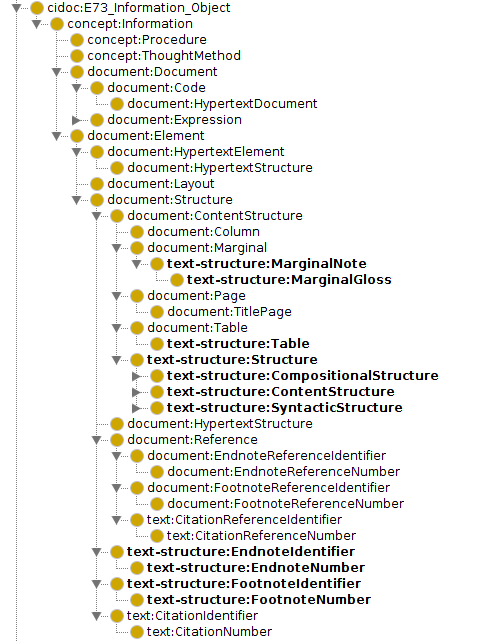 cidoc:E73_Information_Object
concept:Information
concept:Procedure
concept:ThoughtMethod
document:Document
document:Code
document:HypertextDocument
document:Expression
document:Element
document:HypertextElement
document:HypertextStructure
document:Layout
document:Structure
document:ContentStructure
document:Column
document:Marginal
text-structure:MarginalNote
text-structure:MarginalGloss
document:Page
document:TitlePage
document:Table
text-structure:Table
text-structure:Structure
text-structure:CompositionalStructure
text-structure:ContentStructure
text-structure:SyntacticStructure
document:HypertextStructure
document:Reference
document:EndnoteReferenceIdentifier
document:EndnoteReferenceNumber
document:FootnoteReferenceIdentifier
document:FootnoteReferenceNumber
text:CitationReferenceIdentifier
text:CitationReferenceNumber
text-structure:EndnoteIdentifier
text-structure:EndnoteNumber
text-structure:FootnoteIdentifier
text-structure:FootnoteNumber
text:CitationIdentifier
text:CitationNumber